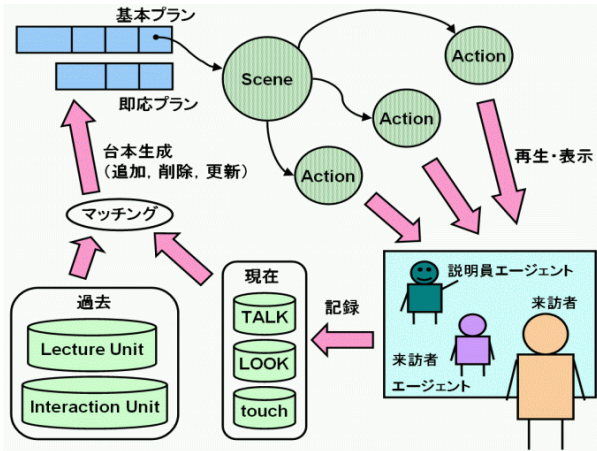 基本プラン
即応プラン
Scene
Action
Action
Action
再生・表示
台本生成
（追加，削除，更新）
マッチング
過去
Lecture Unit
Interaction Unit
現在
TALK
LOOK
touch
記録
説明員エージェント
来訪者
来訪者
エージェント